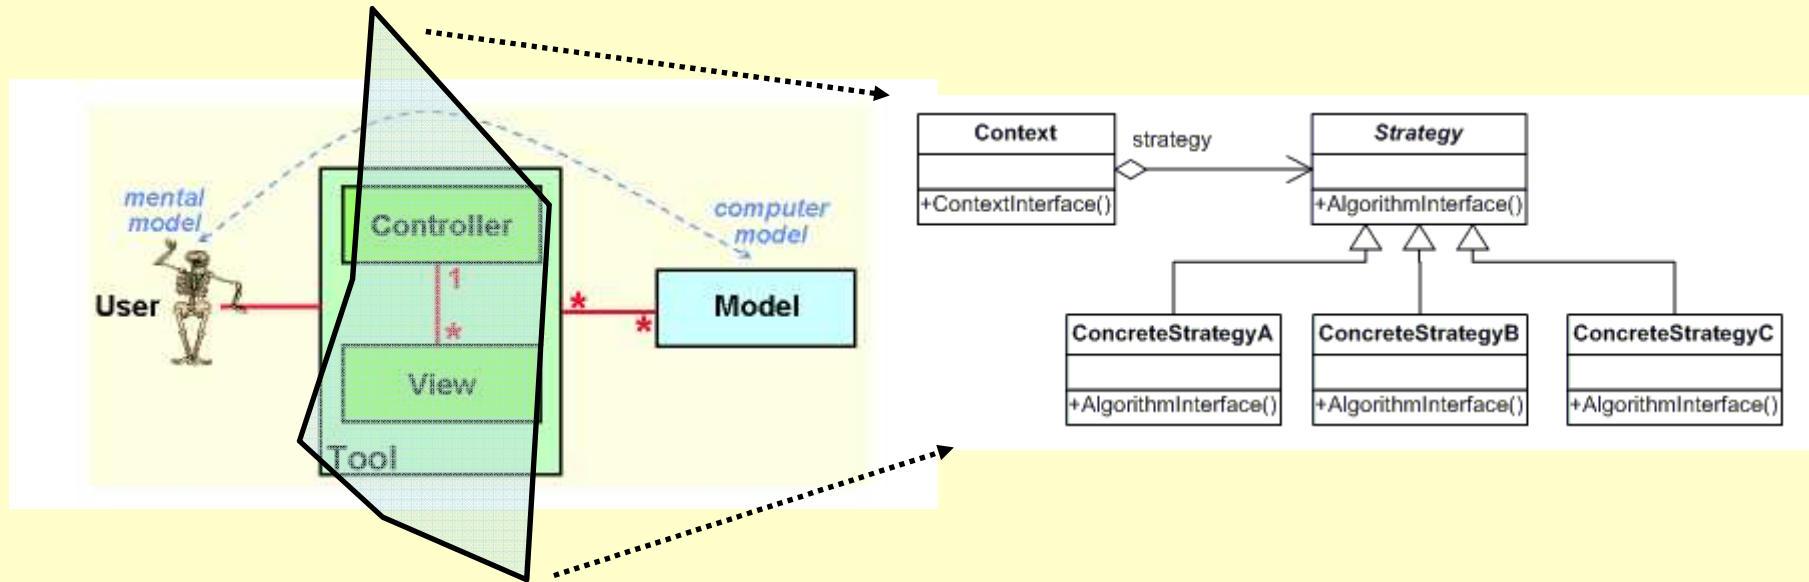 mental
model
User
Controller
1
*
View
Tool
*
*
computer
model
Model
Context
+ContextInterface()
strategy
Strategy
+AlgorithmInterface()
ConcreteStrategyA
+AlgorithmInterface()
ConcreteStrategyB
+AlgorithmInterface()
ConcreteStrategyC
+AlgorithmInterface()